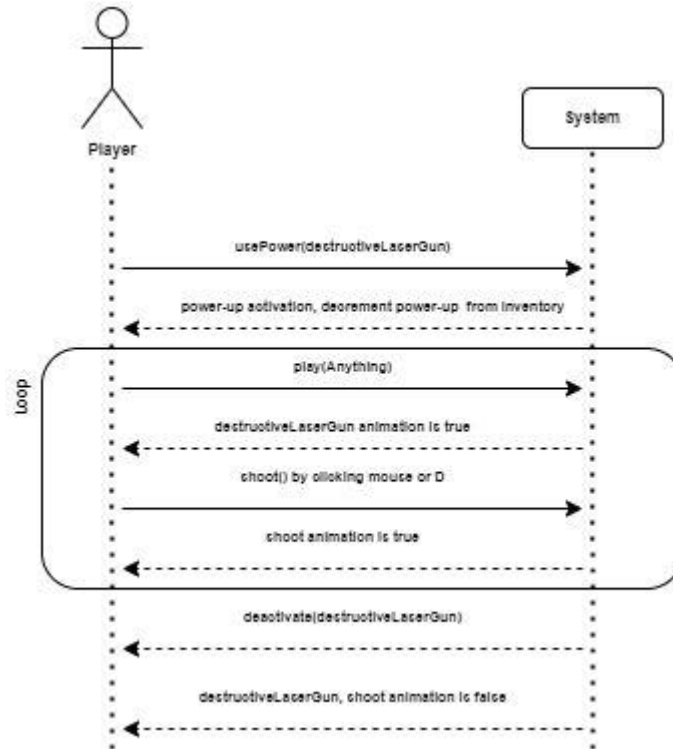 Player
System
usePower(destructiveLaserGun)
power-up activation, decrement power-up from inventory
Loop
play(Anything)
destructiveLaserGun animation is true
shoot() by clicking mouse or D
shoot animation is true
deactivate(destructiveLaserGun)
destructiveLaserGun, shoot animation is false